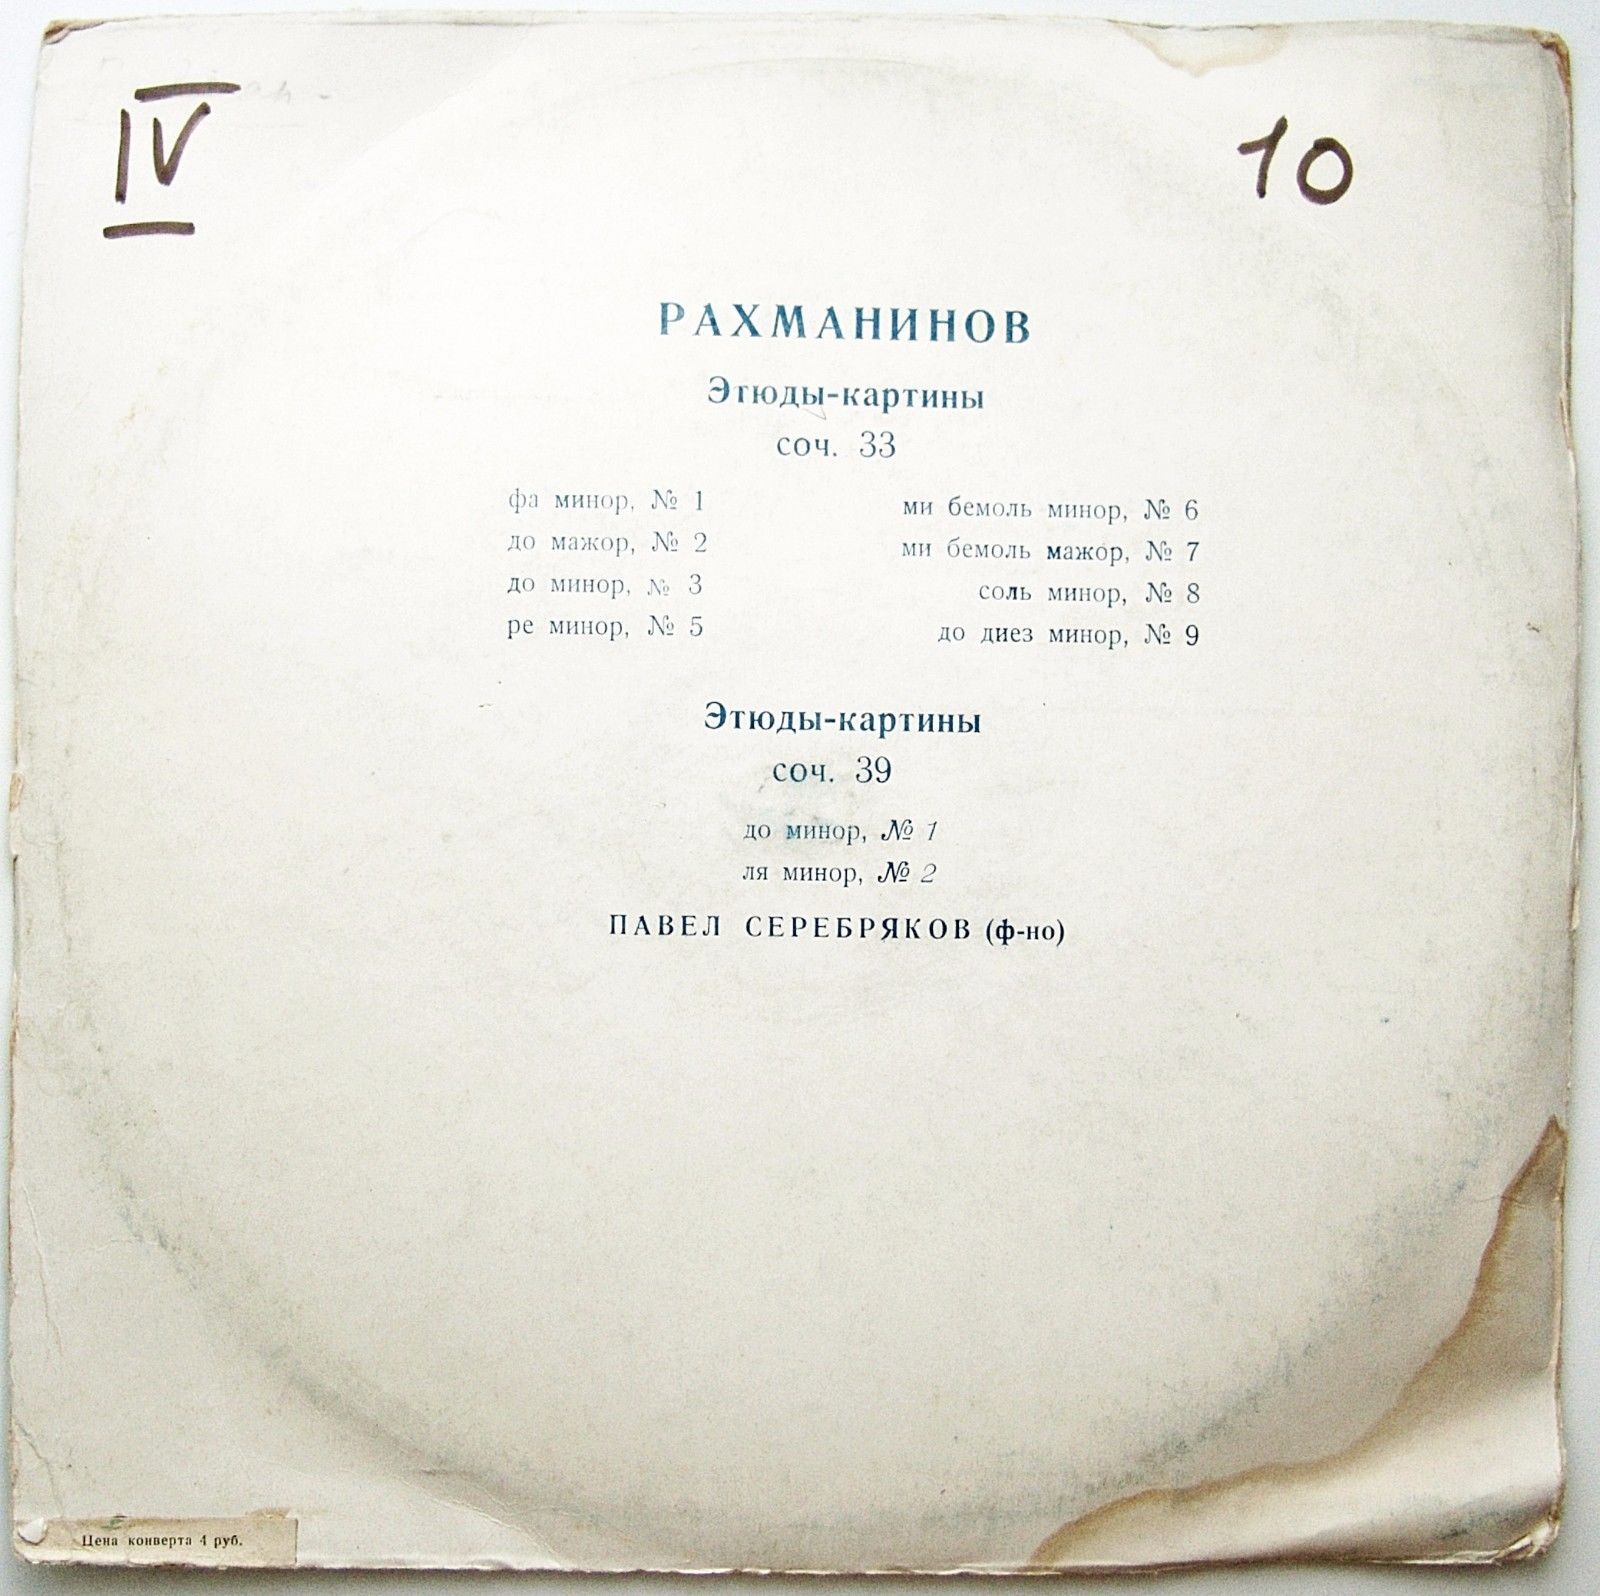 IV
10
РАХМАНИНОВ
Этюды-картины
соч. 33
фа минор, № 1
до мажор, № 2
до минор, № 3
ре минор, № 5
ми бемоль минор, № 6
ми бемоль мажор, № 7
соль минор, № 8
до диез минор, № 9
Этюды-картины
соч. 39
до минор, № 1
ля минор, № 2
ПАВЕЛ СЕРЕБРЯКОВ (ф-но)
Цена конверта 4 руб.